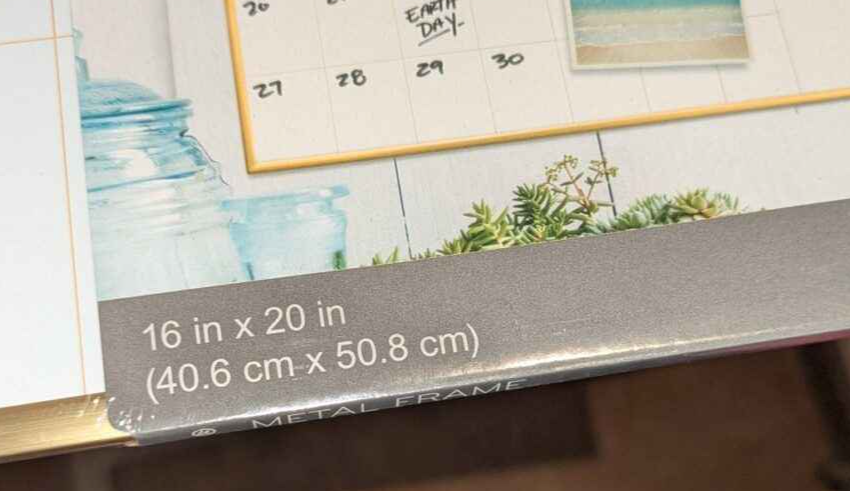 20
EARTH
DAY-
27 28 29 30
16 in x 20 in
(40.6 cm x 50.8 cm)
METAL FRAME